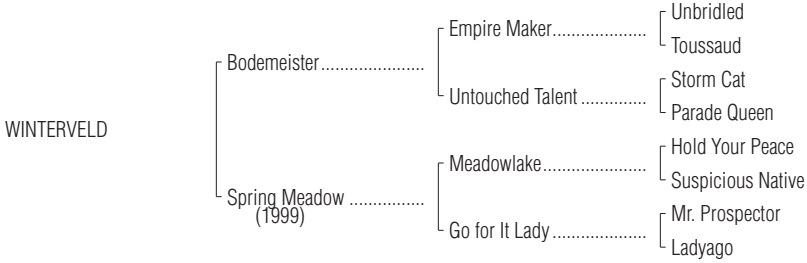 Unbridled
Empire Maker....................
Toussaud
Bodemeister......................
Storm Cat
Untouched Talent ..............
Parade Queen
WINTERVELD
Hold Your Peace
Meadowlake......................
Suspicious Native
Spring Meadow ................
(1999)
Mr. Prospector
Go for It Lady ....................
Ladyago